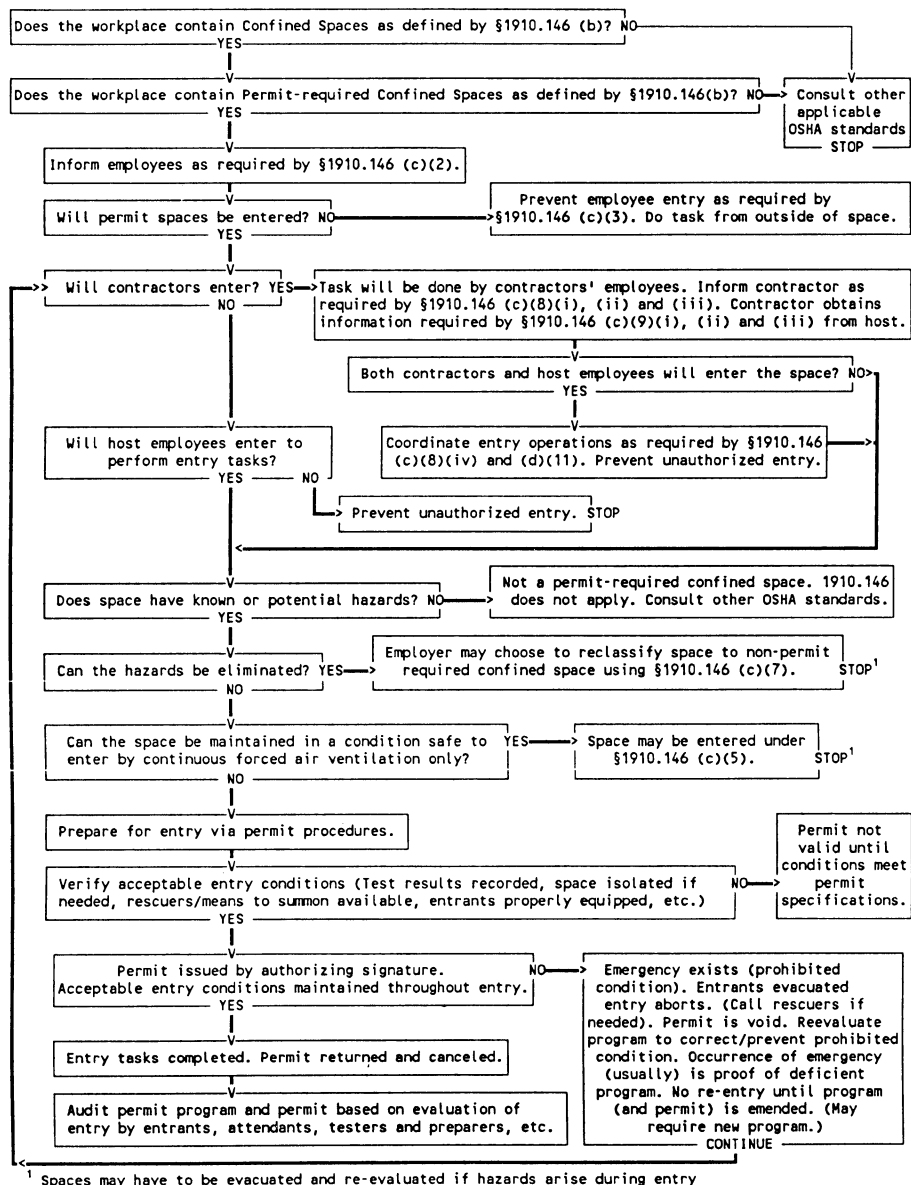 Does the workplace contain Confined Spaces as defined by §1910.146 (b)? NO
YES
Does the workplace contain Permit-required Confined Spaces as defined by §1910.146(b)? NO
YES
Consult other
applicable
OSHA standards
STOP
Inform employees as required by §1910.146 (c)(2).
Will permit spaces be entered? NO
YES
Prevent employee entry as required by
§1910.146 (c)(3). Do task from outside of space.
Will contractors enter? YES
NO
Task will be done by contractors' employees. Inform contractor as
required by §1910.146 (c)(8)(i), (ii) and (iii). Contractor obtains
information required by §1910.146 (c)(9)(i), (ii) and (iii) from host.
Both contractors and host employees will enter the space? NO
YES
Coordinate entry operations as required by §1910.146
(c)(8)(iv) and (d)(11). Prevent unauthorized entry.
Will host employees enter to
perform entry tasks?
YES NO
Prevent unauthorized entry. STOP
Does space have known or potential hazards? NO
YES
Not a permit-required confined space. 1910.146
does not apply. Consult other OSHA standards.
Can the hazards be eliminated? YES
NO
Employer may choose to reclassify space to non-permit
required confined space using §1910.146 (c)(7). STOP¹
Can the space be maintained in a condition safe to
enter by continuous forced air ventilation only?
YES
NO
Space may be entered under
§1910.146 (c)(5). STOP¹
Prepare for entry via permit procedures.
Verify acceptable entry conditions (Test results recorded, space isolated if
needed, rescuers/means to summon available, entrants properly equipped, etc.)
NO
YES
Permit not
valid until
conditions meet
permit
specifications.
Permit issued by authorizing signature.
Acceptable entry conditions maintained throughout entry.
NO
YES
Emergency exists (prohibited
condition). Entrants evacuated
entry aborts. (Call rescuers if
needed). Permit is void. Reevaluate
program to correct/prevent prohibited
condition. Occurrence of emergency
(usually) is proof of deficient
program. No re-entry until program
(and permit) is emended. (May
require new program.)
CONTINUE
Entry tasks completed. Permit returned and canceled.
Audit permit program and permit based on evaluation of
entry by entrants, attendants, testers and preparers, etc.
¹ Spaces may have to be evacuated and re-evaluated if hazards arise during entry